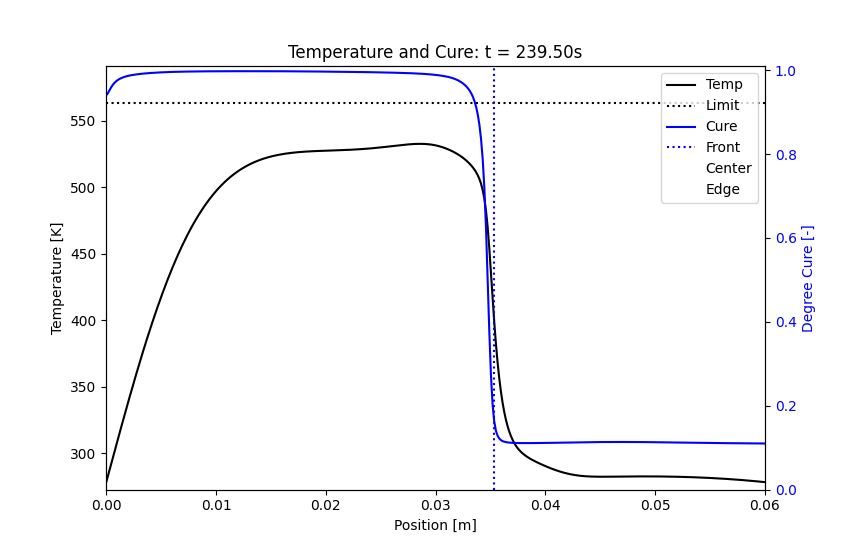 Temperature and Cure: t = 239.50s
Temp
Limit
Cure
Front
Center
Edge
Temperature [K]
550
500
450
400
350
300
Degree Cure [-]
1.0
0.8
0.6
0.4
0.2
0.0
0.00 0.01 0.02 0.03 0.04 0.05 0.06
Position [m]